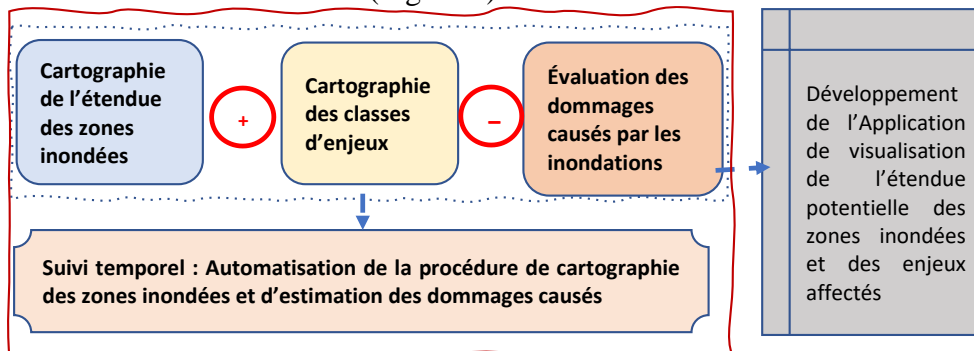 Cartographie
de l’étendue
des zones
inondées
+
Cartographie
des classes
d’enjeux
−
Évaluation des
dommages
causés par les
inondations
Suivi temporel : Automatisation de la procédure de cartographie
des zones inondées et d'estimation des dommages causés
Développement
de l’Application
de visualisation
de l’étendue
potentielle des
zones inondées
et des enjeux
affectés